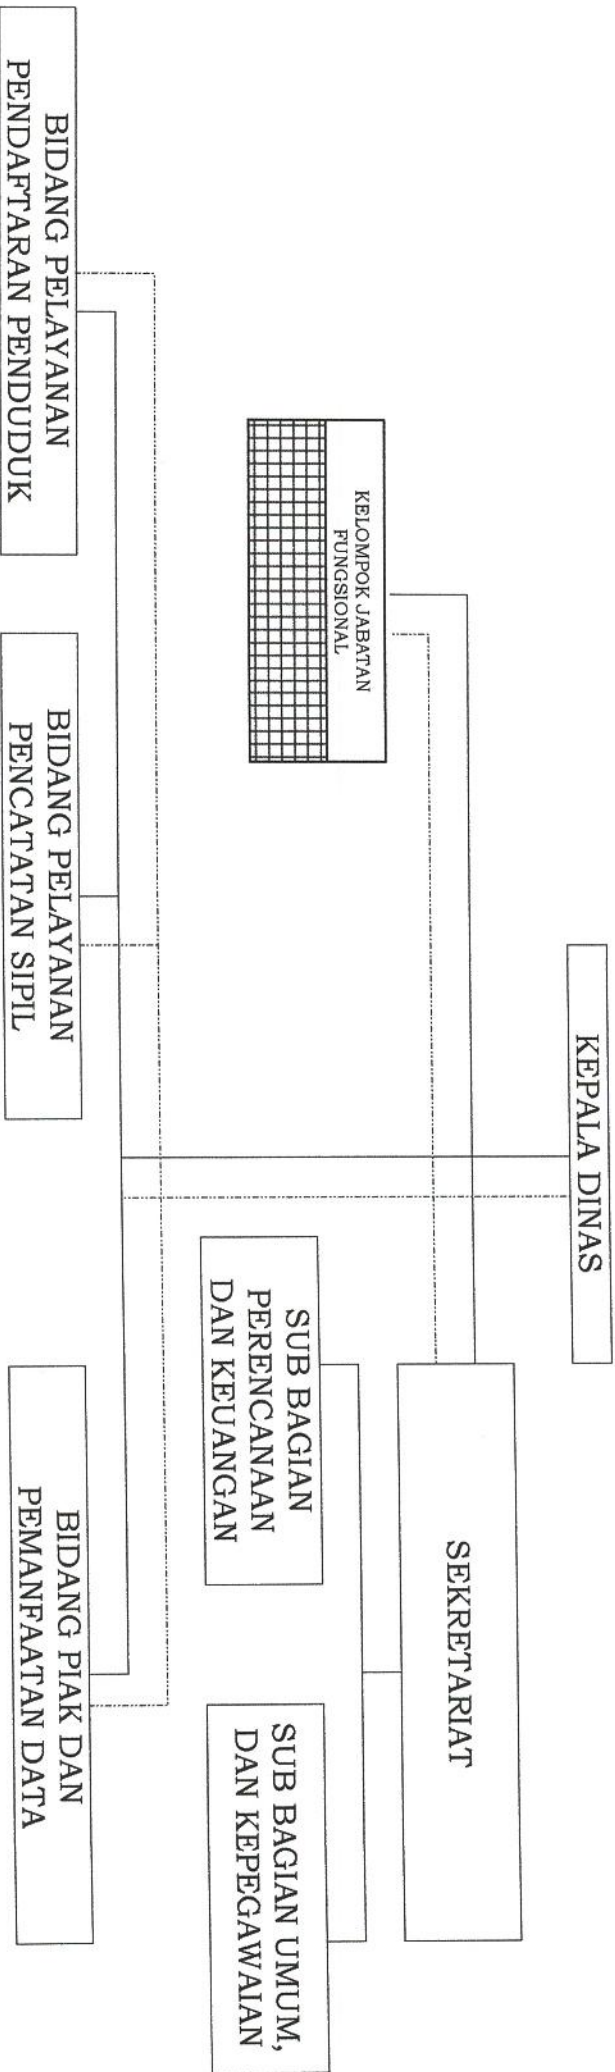 KEPALA DINAS
SEKRETARIAT
KELOMPOK JABATAN
FUNGSIONAL
SUB BAGIAN
PERENCANAAN
DAN KEUANGAN
SUB BAGIAN UMUM,
DAN KEPEGAWAIAN
BIDANG PELAYANAN
PENDAFTARAN PENDUDUK
BIDANG PELAYANAN
PENCATATAN SIPIL
BIDANG PIAK DAN
PEMANFAATAN DATA